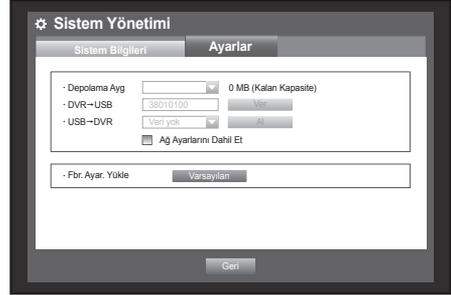 Sistem Yönetimi
Sistem Bilgileri Ayarlar
· Depolama Ayg 0 MB (Kalan Kapasite)
· DVR→USB 38010100 Ver
· USB→DVR Veri yok Al
Ağ Ayarlarını Dahil Et
· Fbr. Ayar. Yükle Varsayılan
Geri